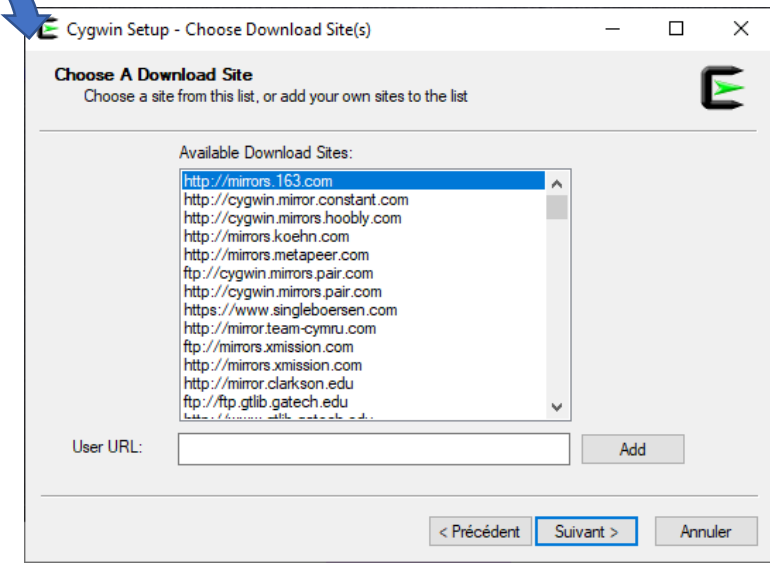 Cygwin Setup - Choose Download Site(s)
Choose A Download Site
Choose a site from this list, or add your own sites to the list
Available Download Sites:
http://mirrors.163.com
http://cygwin.mirror.constant.com
http://cygwin.mirrors.hoobly.com
http://mirrors.koehn.com
http://mirrors.metapeer.com
ftp://cygwin.mirrors.pair.com
http://cygwin.mirrors.pair.com
https://www.singleboersen.com
http://mirror.team-cymru.com
ftp://mirrors.xmission.com
http://mirrors.xmission.com
http://mirror.clarkson.edu
ftp://ftp.gtlib.gatech.edu
User URL:
Add
< Précédent
Suivant >
Annuler